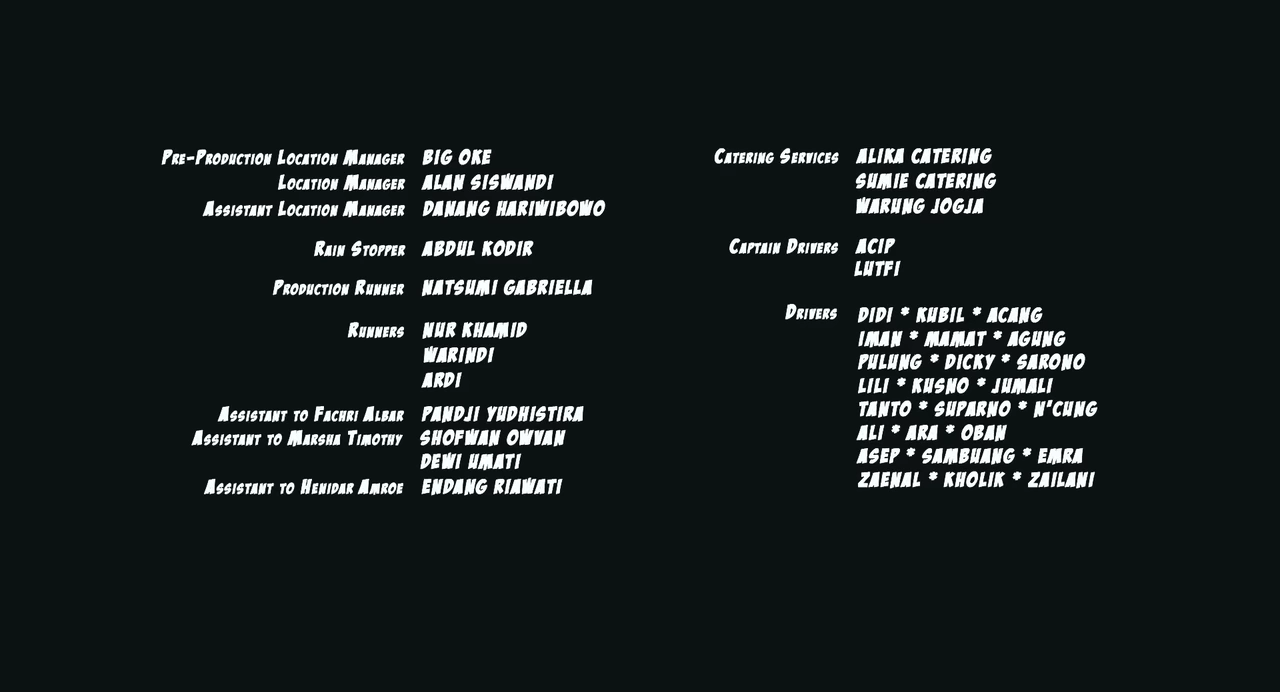 Pre-Production Location Manager BIG OKE
Location Manager ALAN SISWANDI
Assistant Location Manager DANANG HARIWIBOWO
Rain Stopper ABDUL KODIR
Production Runner NATSUMI GABRIELLA
Runners NUR KHAMID
WARINDI
ARDI
Assistant to Fachri Albar PANDJI YUDHISTIRA
Assistant to Marsha Timothy SHOFWAN OWVAN
DEWI UMATI
Assistant to Henidar Amroe ENDANG RIAWATI
Catering Services ALIKA CATERING
SUMIE CATERING
WARUNG JOGJA
Captain Drivers ACIP
LUTFI
Drivers DIDI * KUBIL * ACANG
IMAN * MAMAT * AGUNG
PULUNG * DICKY * SARONO
LILI * KUSNO * JUMALI
TANTO * SUPARNO * N'CUNG
ALI * ARA * OBAN
ASEP * SAMBUANG * EMRA
ZAENAL * KHOLIK * ZAILANI